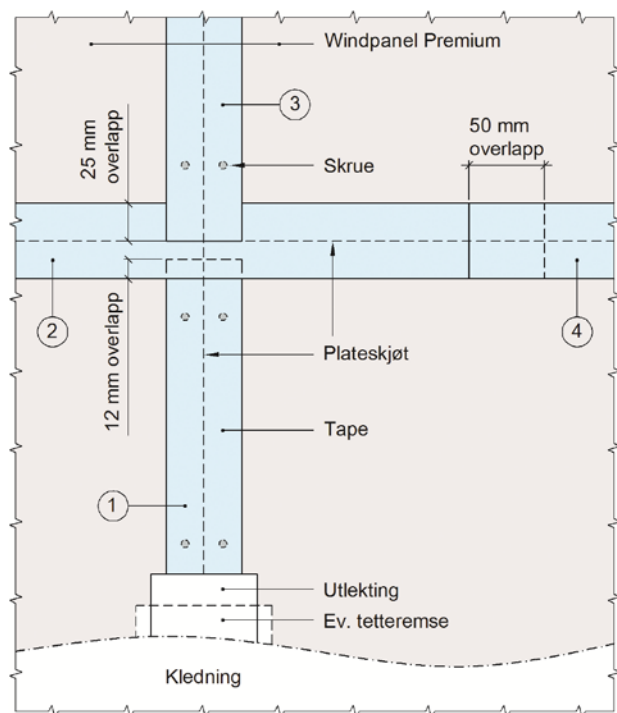 Windpanel Premium
3
25 mm
overlapp
50 mm
overlapp
Skrue
2
4
12 mm overlapp
Plateskjøt
Tape
1
Utlekting
Ev. tetteremse
Kledning